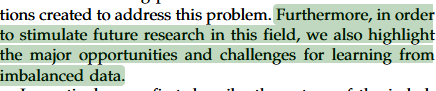 tions created to address this problem. Furthermore, in order
to stimulate future research in this field, we also highlight
the major opportunities and challenges for learning from
imbalanced data.